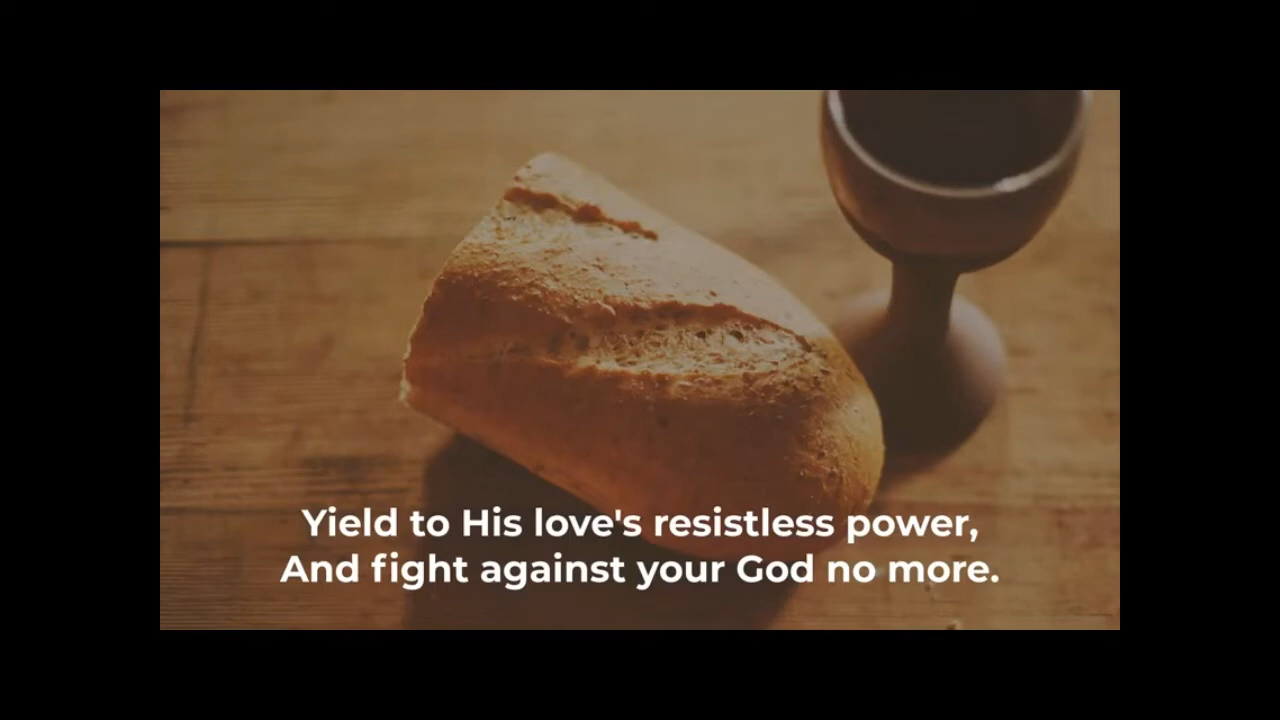 Yield to His love's resistless power,
And fight against your God no more.